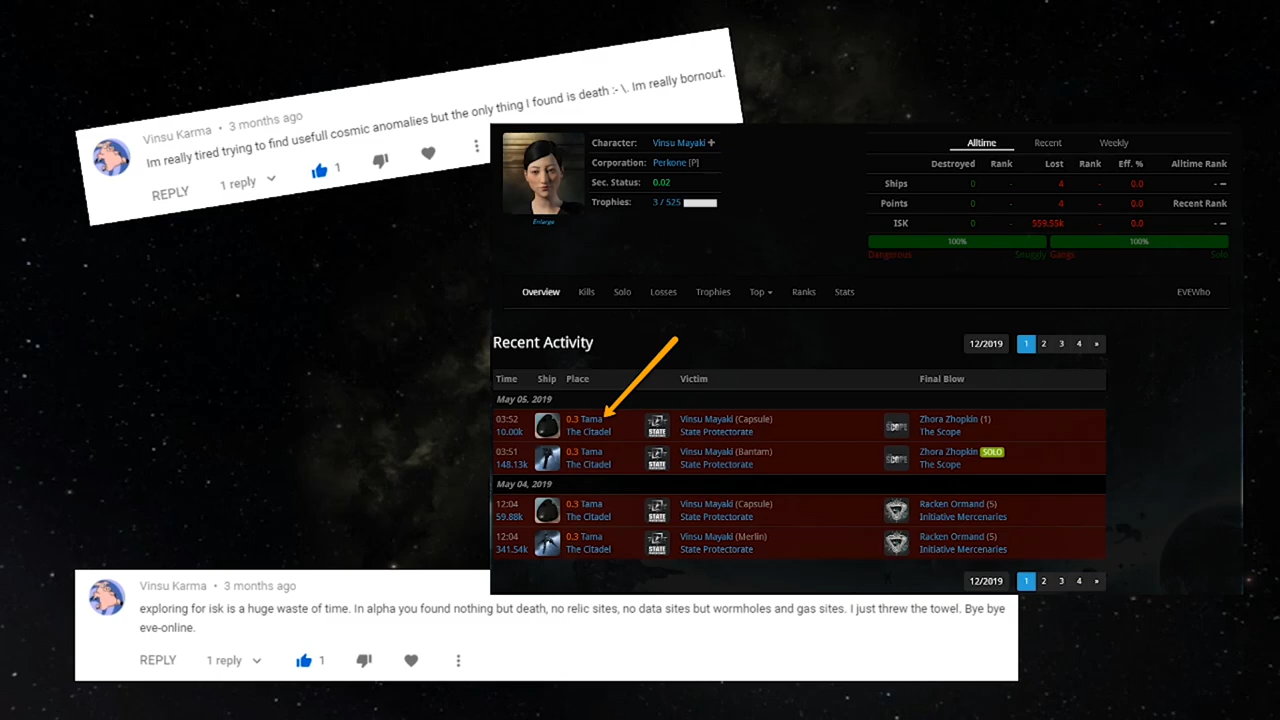 Vinsu Karma • 3 months ago
Im really tired trying to find usefull cosmic anomalies but the only thing I found is death :- \. Im really bornout.
REPLY 1 reply 1
Character: Vinsu Mayaki
Corporation: Perkone [P]
Sec. Status: 0.02
Trophies: 3 / 525
Enlarge
Alltime Recent Weekly
Destroyed Rank Lost Rank Eff. % Alltime Rank
Ships 0 - 4 - 0.0 - -
Points 0 - 4 - 0.0 Recent Rank
ISK 0 - 559.55k - 0.0 - -
100% 100%
Dangerous Snuggly Gangs Solo
Overview Kills Solo Losses Trophies Top Ranks Stats EVEWho
Recent Activity 12/2019 1 2 3 4 »
Time Ship Place Victim Final Blow
May 05, 2019
03:52 0.3 Tama Vinsu Mayaki (Capsule) Zhora Zhopkin (1)
10.00k The Citadel STATE State Protectorate SCOPE The Scope
03:51 0.3 Tama Vinsu Mayaki (Bantam) Zhora Zhopkin SOLO
148.13k The Citadel STATE State Protectorate SCOPE The Scope
May 04, 2019
12:04 0.3 Tama Vinsu Mayaki (Capsule) Racken Ormand (5)
59.88k The Citadel STATE State Protectorate Initiative Mercenaries
12:04 0.3 Tama Vinsu Mayaki (Merlin) Racken Ormand (5)
341.54k The Citadel STATE State Protectorate Initiative Mercenaries
12/2019 1 2 3 4 »
Vinsu Karma • 3 months ago
exploring for isk is a huge waste of time. In alpha you found nothing but death, no relic sites, no data sites but wormholes and gas sites. I just threw the towel. Bye bye
eve-online.
REPLY 1 reply 1